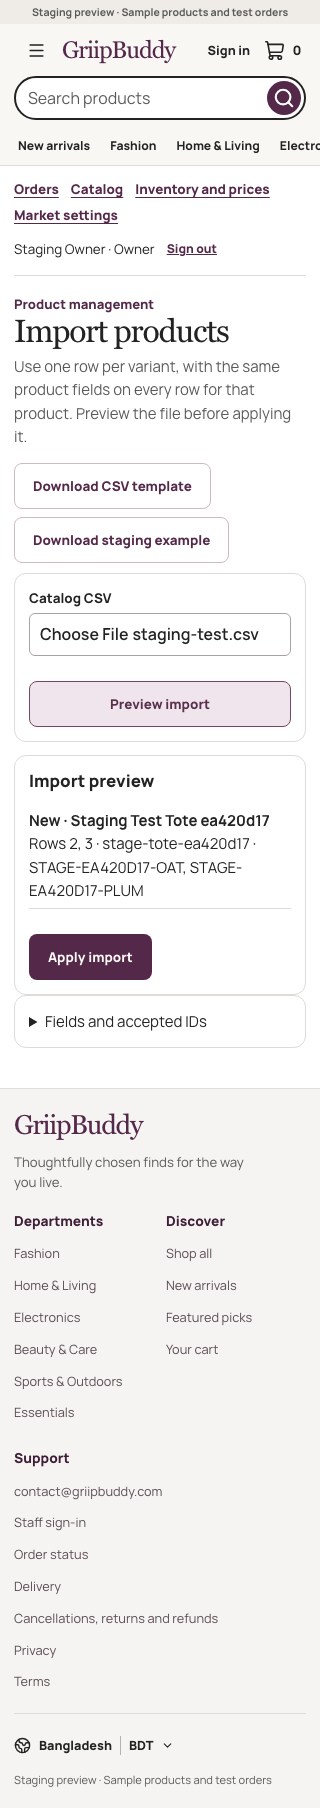 Staging preview · Sample products and test orders
GriipBuddy
Sign in
0
Search products
New arrivals Fashion Home & Living Electro
Orders Catalog Inventory and prices
Market settings
Staging Owner · Owner Sign out
Product management
Import products
Use one row per variant, with the same
product fields on every row for that
product. Preview the file before applying
it.
Download CSV template
Download staging example
Catalog CSV
Choose File staging-test.csv
Preview import
Import preview
New · Staging Test Tote ea420d17
Rows 2, 3 · stage-tote-ea420d17 ·
STAGE-EA420D17-OAT, STAGE-
EA420D17-PLUM
Apply import
Fields and accepted IDs
GriipBuddy
Thoughtfully chosen finds for the way
you live.
Departments
Fashion
Home & Living
Electronics
Beauty & Care
Sports & Outdoors
Essentials
Discover
Shop all
New arrivals
Featured picks
Your cart
Support
contact@griipbuddy.com
Staff sign-in
Order status
Delivery
Cancellations, returns and refunds
Privacy
Terms
Bangladesh BDT
Staging preview · Sample products and test orders